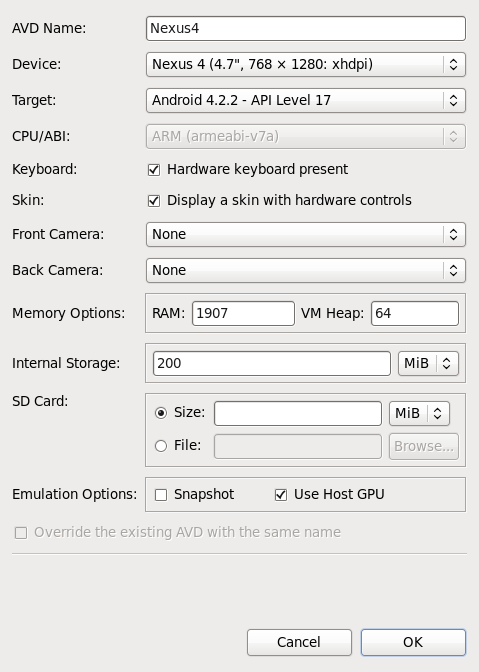 AVD Name: Nexus4
Device: Nexus 4 (4.7", 768 × 1280: xhdpi)
Target: Android 4.2.2 - API Level 17
CPU/ABI: ARM (armeabi-v7a)
Keyboard: Hardware keyboard present
Skin: Display a skin with hardware controls
Front Camera: None
Back Camera: None
Memory Options: RAM: 1907 VM Heap: 64
Internal Storage: 200 MiB
SD Card:
Size: MiB
File: Browse...
Emulation Options: Snapshot Use Host GPU
Override the existing AVD with the same name
Cancel OK